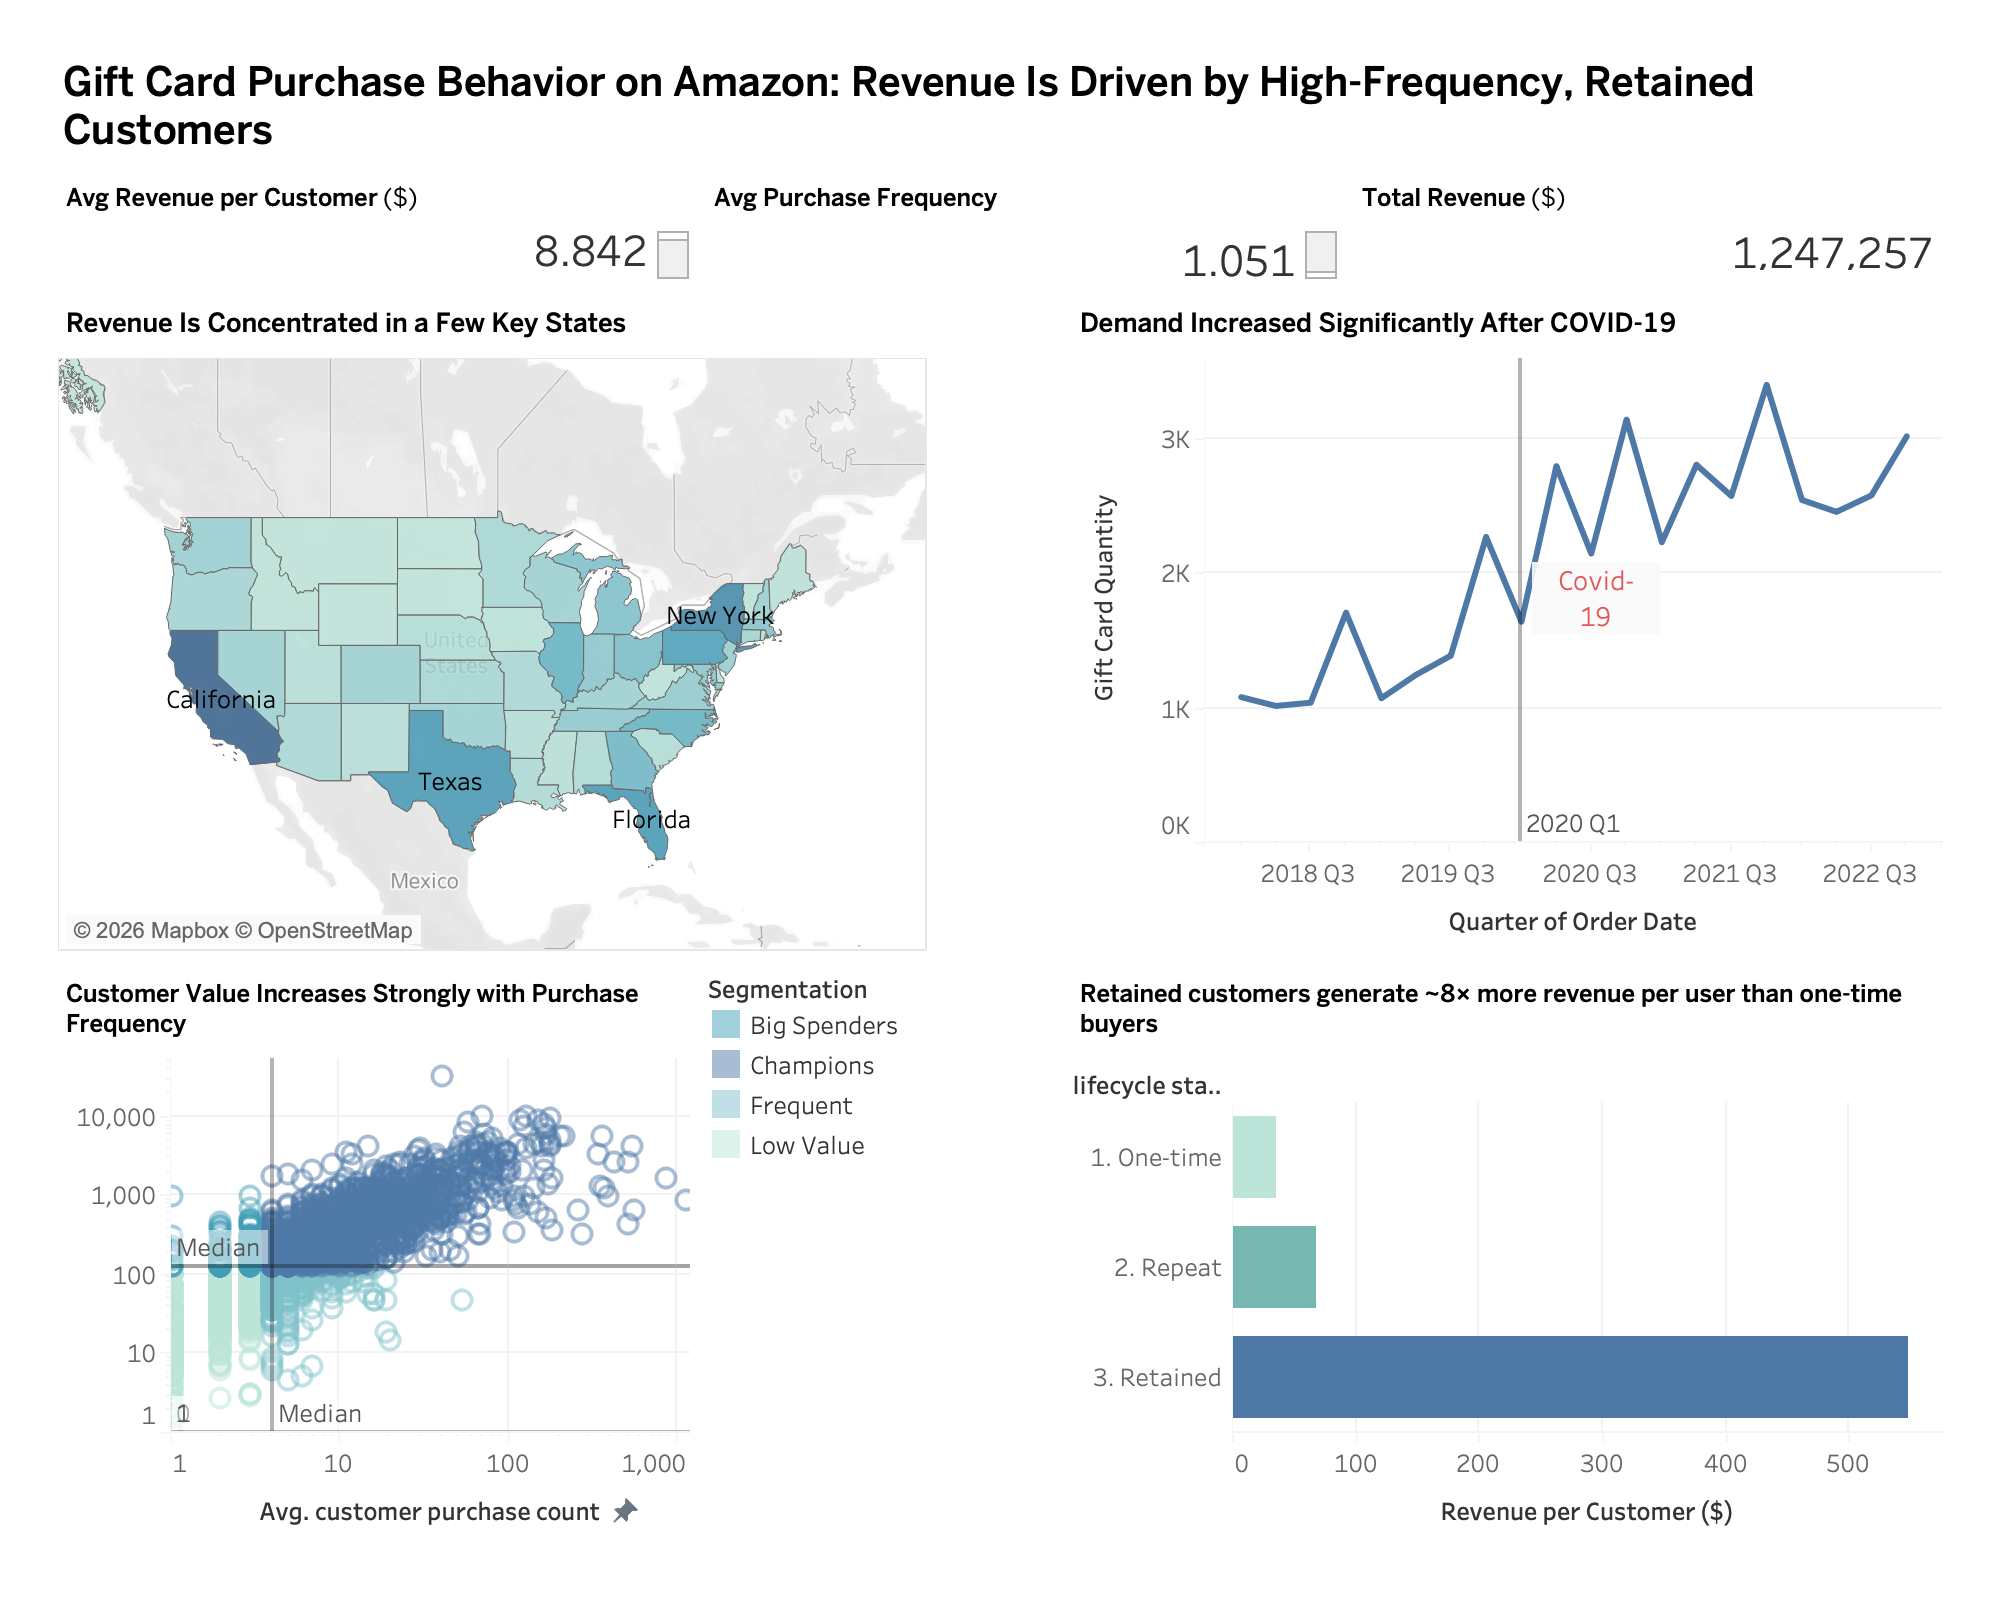 Gift Card Purchase Behavior on Amazon: Revenue Is Driven by High-Frequency, Retained
Customers
Avg Revenue per Customer ($)
8.842
Avg Purchase Frequency
1.051
Total Revenue ($)
1,247,257
Revenue Is Concentrated in a Few Key States
United
States
New York
California
Texas
Florida
Mexico
© 2026 Mapbox © OpenStreetMap
Demand Increased Significantly After COVID-19
Gift Card Quantity
3K
2K
1K
0K
Covid-
19
2020 Q1
2018 Q3
2019 Q3
2020 Q3
2021 Q3
2022 Q3
Quarter of Order Date
Customer Value Increases Strongly with Purchase
Frequency
10,000
1,000
100
10
1
Median
1
Median
1
10
100
1,000
Avg. customer purchase count
Segmentation
Big Spenders
Champions
Frequent
Low Value
Retained customers generate ~8× more revenue per user than one-time
buyers
lifecycle sta..
1. One-time
2. Repeat
3. Retained
0
100
200
300
400
500
Revenue per Customer ($)